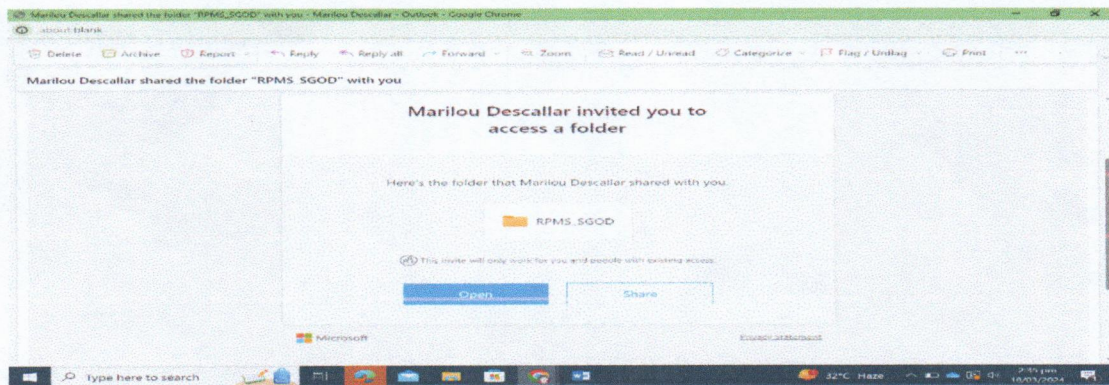 Marilou Descallar shared the folder "RPMS_SGOD" with you - Marilou Descallar - Outlook - Google Chrome
about:blank
Delete Archive Report Reply Reply all Forward Zoom Read / Unread Categorize Flag / Unflag Print ...
Marilou Descallar shared the folder "RPMS_SGOD" with you
Marilou Descallar invited you to
access a folder
Here's the folder that Marilou Descallar shared with you.
RPMS_SGOD
This invite will only work for you and people with existing access.
Open Share
Microsoft Privacy Statement
Type here to search 32°C Haze 2:45 pm